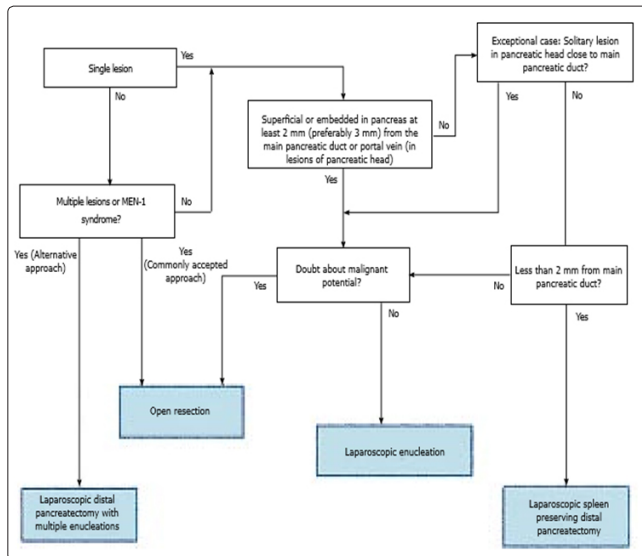 Single lesion
Yes
No
Exceptional case: Solitary lesion
in pancreatic head close to main
pancreatic duct?
Yes
No
Superficial or embedded in pancreas at
least 2 mm (preferably 3 mm) from the
main pancreatic duct or portal vein (in
lesions of pancreatic head)
No
Yes
Multiple lesions or MEN-1
syndrome?
No
Yes (Alternative
approach)
Yes
(Commonly accepted
approach)
Doubt about malignant
potential?
Yes
No
Less than 2 mm from main
pancreatic duct?
No
Yes
Open resection
Laparoscopic enucleation
Laparoscopic distal
pancreatectomy with
multiple enucleations
Laparoscopic spleen
preserving distal
pancreatectomy